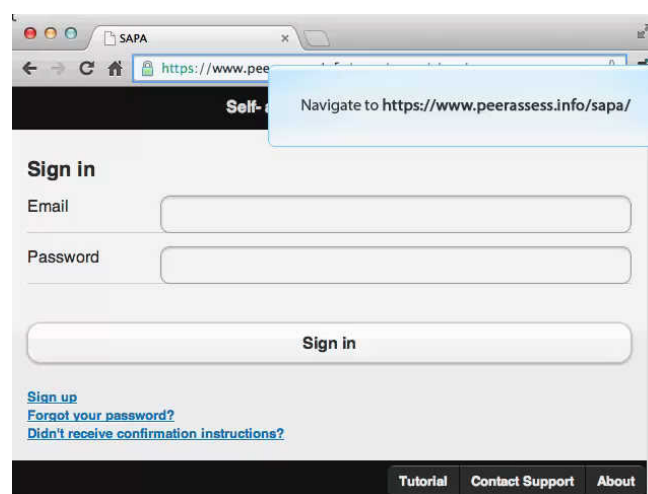 SAPA
https://www.pee
Self-
Navigate to https://www.peerassess.info/sapa/
Sign in
Email
Password
Sign in
Sign up
Forgot your password?
Didn't receive confirmation instructions?
Tutorial Contact Support About